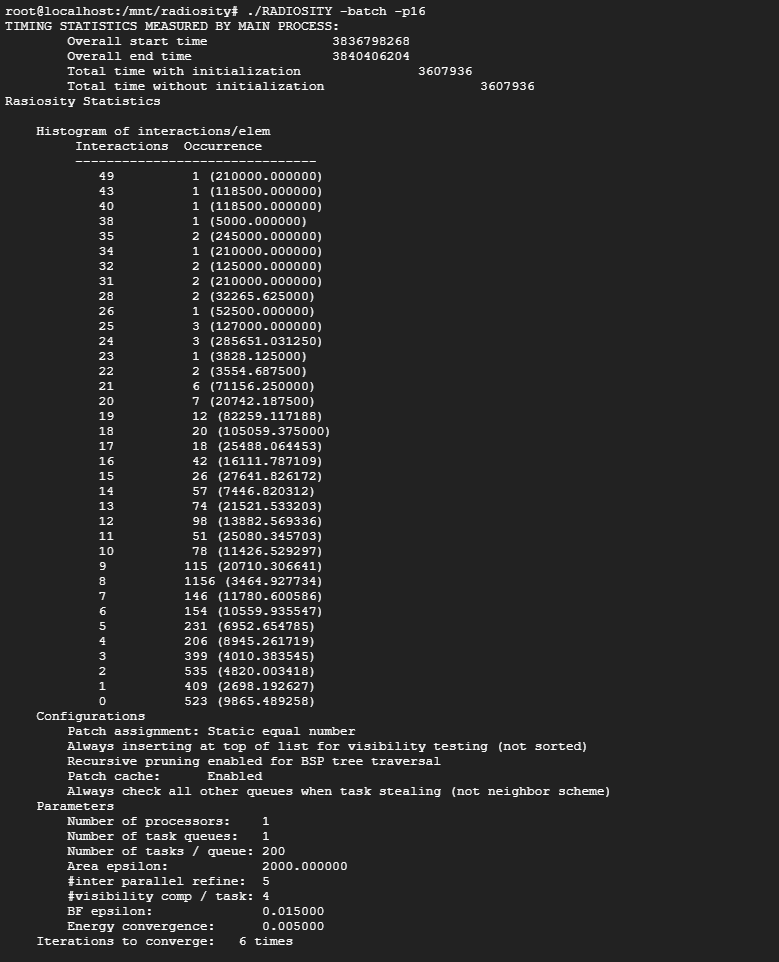 root@localhost:/mnt/radiosity# ./RADIOSITY -batch -p16
TIMING STATISTICS MEASURED BY MAIN PROCESS:
Overall start time 3836798268
Overall end time 3840406204
Total time with initialization 3607936
Total time without initialization 3607936
Rasiosity Statistics
Histogram of interactions/elem
Interactions Occurrence
-------------------------------
49 1 (210000.000000)
43 1 (118500.000000)
40 1 (118500.000000)
38 1 (5000.000000)
35 2 (245000.000000)
34 1 (210000.000000)
32 2 (125000.000000)
31 2 (210000.000000)
28 2 (32265.625000)
26 1 (52500.000000)
25 3 (127000.000000)
24 3 (285651.031250)
23 1 (3828.125000)
22 2 (3554.687500)
21 6 (71156.250000)
20 7 (20742.187500)
19 12 (82259.117188)
18 20 (105059.375000)
17 18 (25488.064453)
16 42 (16111.787109)
15 26 (27641.826172)
14 57 (7446.820312)
13 74 (21521.533203)
12 98 (13882.569336)
11 51 (25080.345703)
10 78 (11426.529297)
9 115 (20710.306641)
8 1156 (3464.927734)
7 146 (11780.600586)
6 154 (10559.935547)
5 231 (6952.654785)
4 206 (8945.261719)
3 399 (4010.383545)
2 535 (4820.003418)
1 409 (2698.192627)
0 523 (9865.489258)
Configurations
Patch assignment: Static equal number
Always inserting at top of list for visibility testing (not sorted)
Recursive pruning enabled for BSP tree traversal
Patch cache: Enabled
Always check all other queues when task stealing (not neighbor scheme)
Parameters
Number of processors: 1
Number of task queues: 1
Number of tasks / queue: 200
Area epsilon: 2000.000000
#inter parallel refine: 5
#visibility comp / task: 4
BF epsilon: 0.015000
Energy convergence: 0.005000
Iterations to converge: 6 times